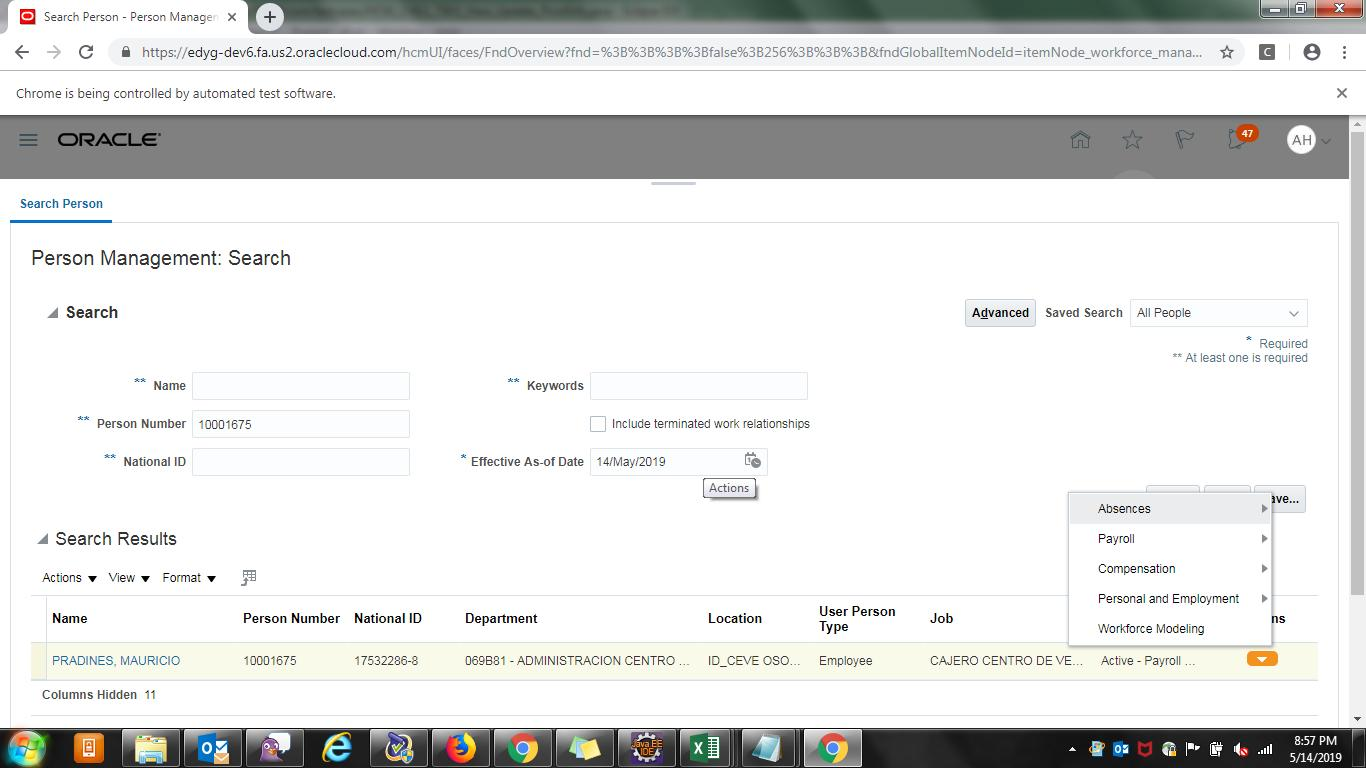 Search Person - Person Managem
https://edyg-dev6.fa.us2.oraclecloud.com/hcmUI/faces/FndOverview?fnd=%3B%3B%3B%3Bfalse%3B256%3B%3B%3B&fndGlobalItemNodeId=itemNode_workforce_mana...
Chrome is being controlled by automated test software.
ORACLE
47
AH
Search Person
Person Management: Search
Search
Advanced
Saved Search
All People
* Required
** At least one is required
** Name
** Keywords
** Person Number 10001675
Include terminated work relationships
** National ID
* Effective As-of Date 14/May/2019
Actions
ave...
Absences
Payroll
Compensation
Personal and Employment
Workforce Modeling
Search Results
Actions View Format
Name Person Number National ID Department Location User Person Type Job ns
PRADINES, MAURICIO 10001675 17532286-8 069B81 - ADMINISTRACION CENTRO ... ID_CEVE OSO... Employee CAJERO CENTRO DE VE... Active - Payroll ...
Columns Hidden 11
Java EE
IDE
8:57 PM
5/14/2019